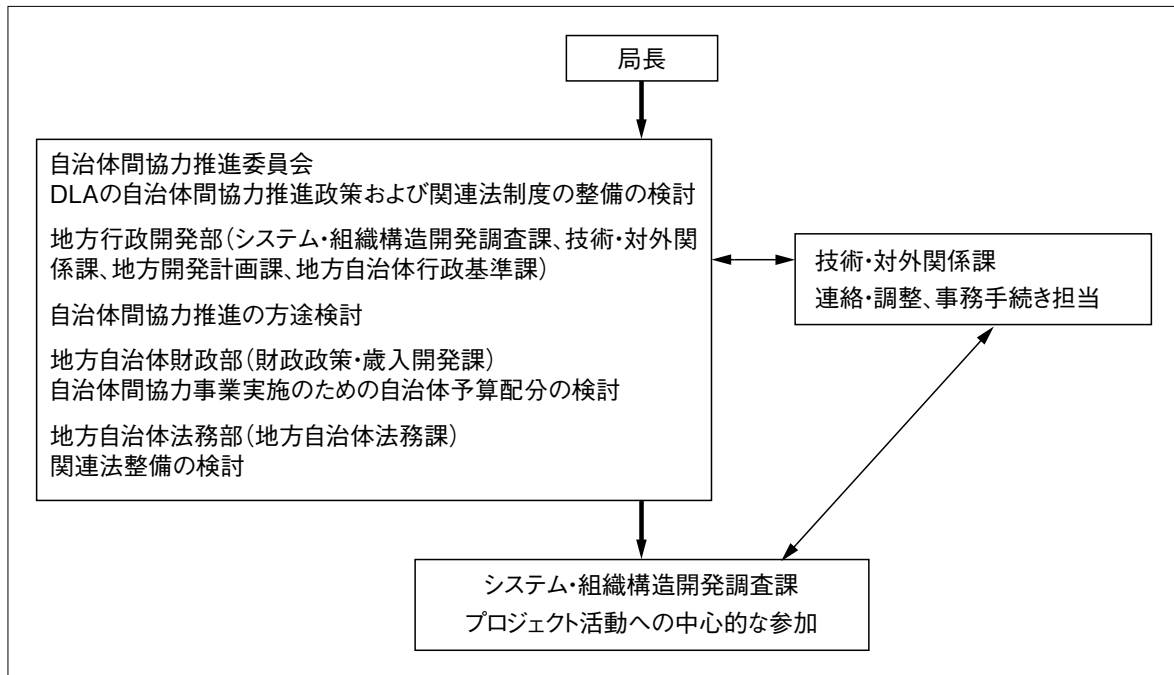 局長
自治体間協力推進委員会
DLAの自治体間協力推進政策および関連法制度の整備の検討
地方行政開発部（システム・組織構造開発調査課、技術・対外関
係課、地方開発計画課、地方自治体行政基準課）
自治体間協力推進の方途検討
地方自治体財政部（財政政策・歳入開発課）
自治体間協力事業実施のための自治体予算配分の検討
地方自治体法務部（地方自治体法務課）
関連法整備の検討
技術・対外関係課
連絡・調整、事務手続き担当
システム・組織構造開発調査課
プロジェクト活動への中心的な参加